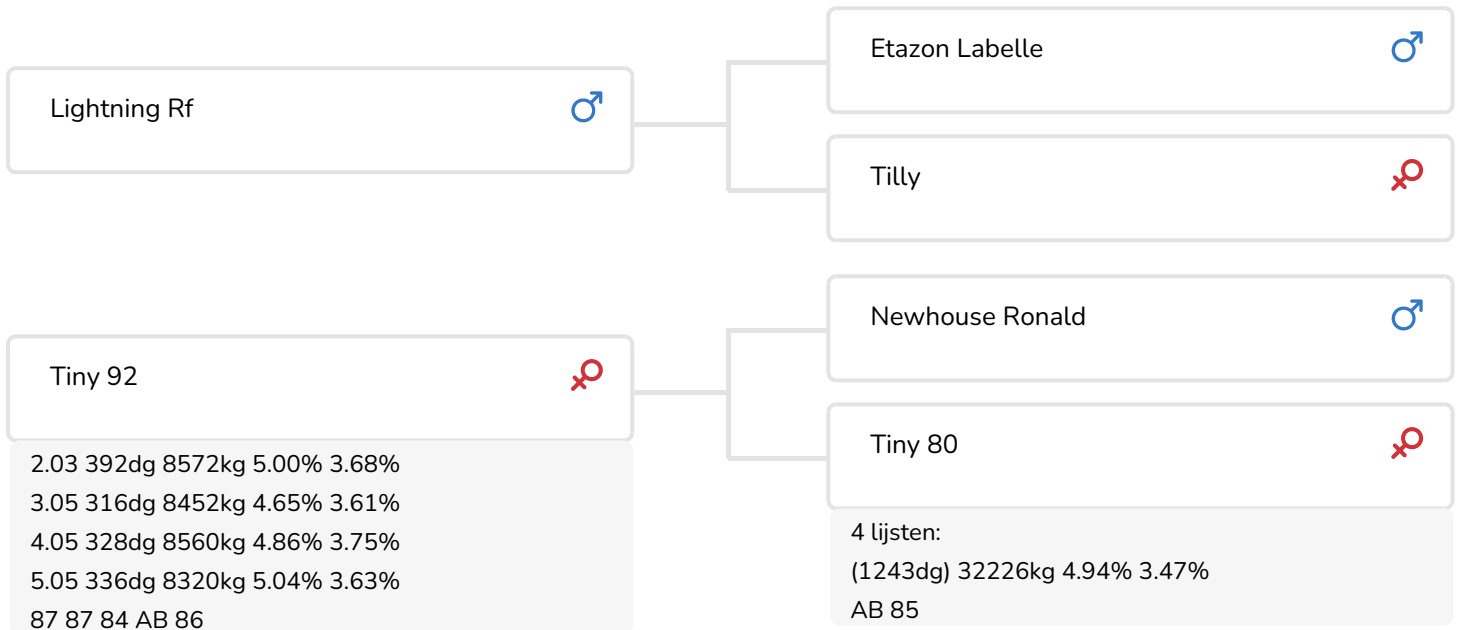 Etazon Labelle
Lightning Rf
Tilly
Newhouse Ronald
Tiny 92
Tiny 80
2.03 392dg 8572kg 5.00% 3.68%
3.05 316dg 8452kg 4.65% 3.61%
4.05 328dg 8560kg 4.86% 3.75%
5.05 336dg 8320kg 5.04% 3.63%
87 87 84 AB 86
4 lijsten:
(1243dg) 32226kg 4.94% 3.47%
AB 85